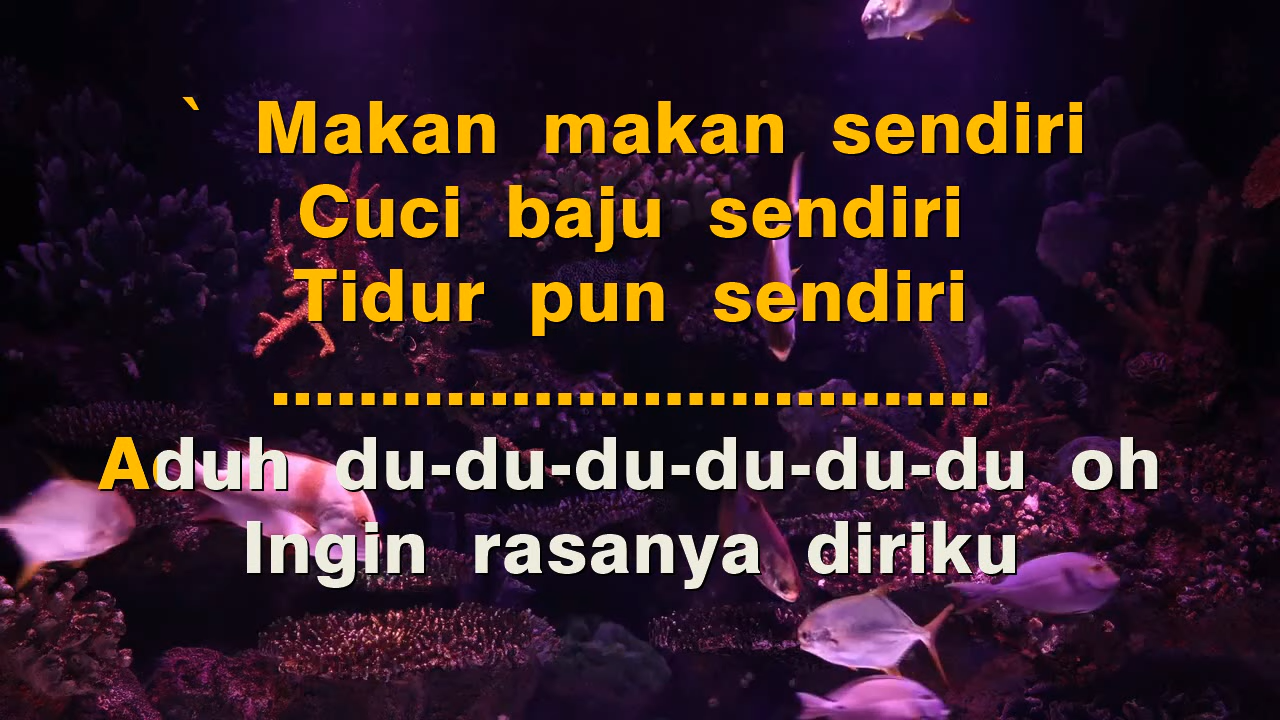 ` Makan makan sendiri
Cuci baju sendiri
Tidur pun sendiri
.................................
Aduh du-du-du-du-du-du oh
Ingin rasanya diriku